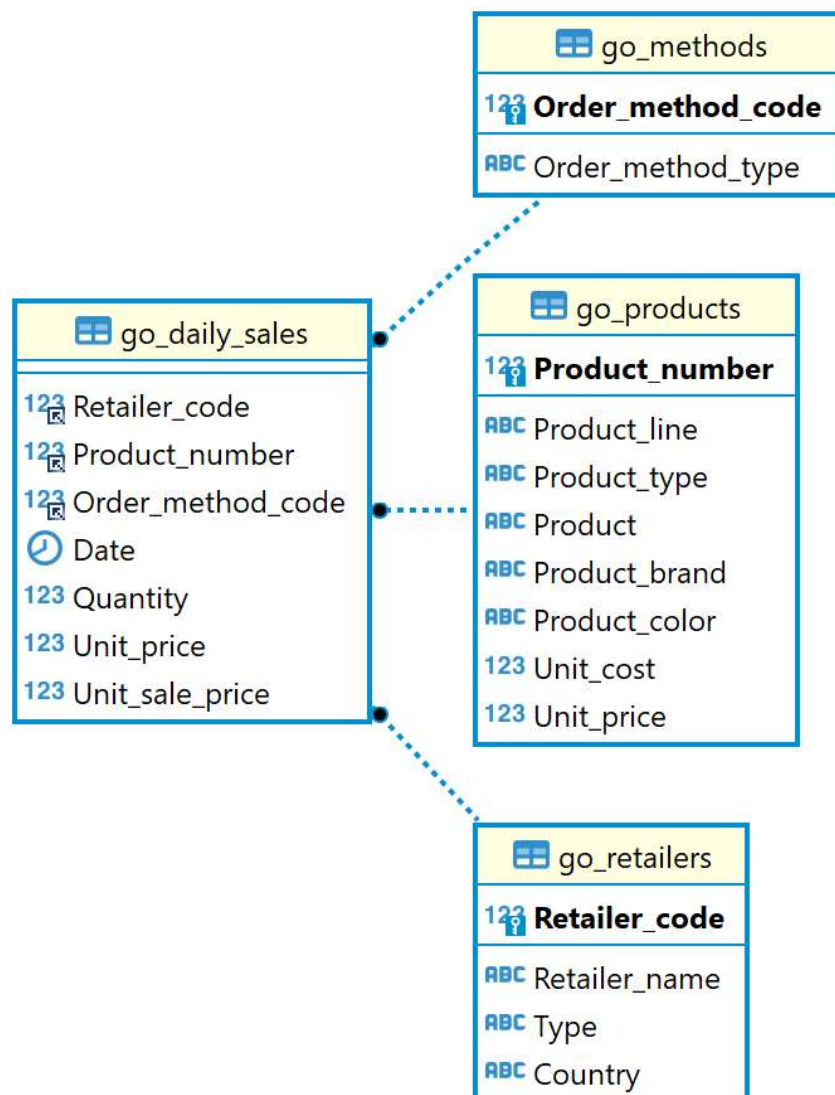 go_methods
123 Order_method_code
ABC Order_method_type
go_daily_sales
123 Retailer_code
123 Product_number
123 Order_method_code
Date
123 Quantity
123 Unit_price
123 Unit_sale_price
go_products
123 Product_number
ABC Product_line
ABC Product_type
ABC Product
ABC Product_brand
ABC Product_color
123 Unit_cost
123 Unit_price
go_retailers
123 Retailer_code
ABC Retailer_name
ABC Type
ABC Country